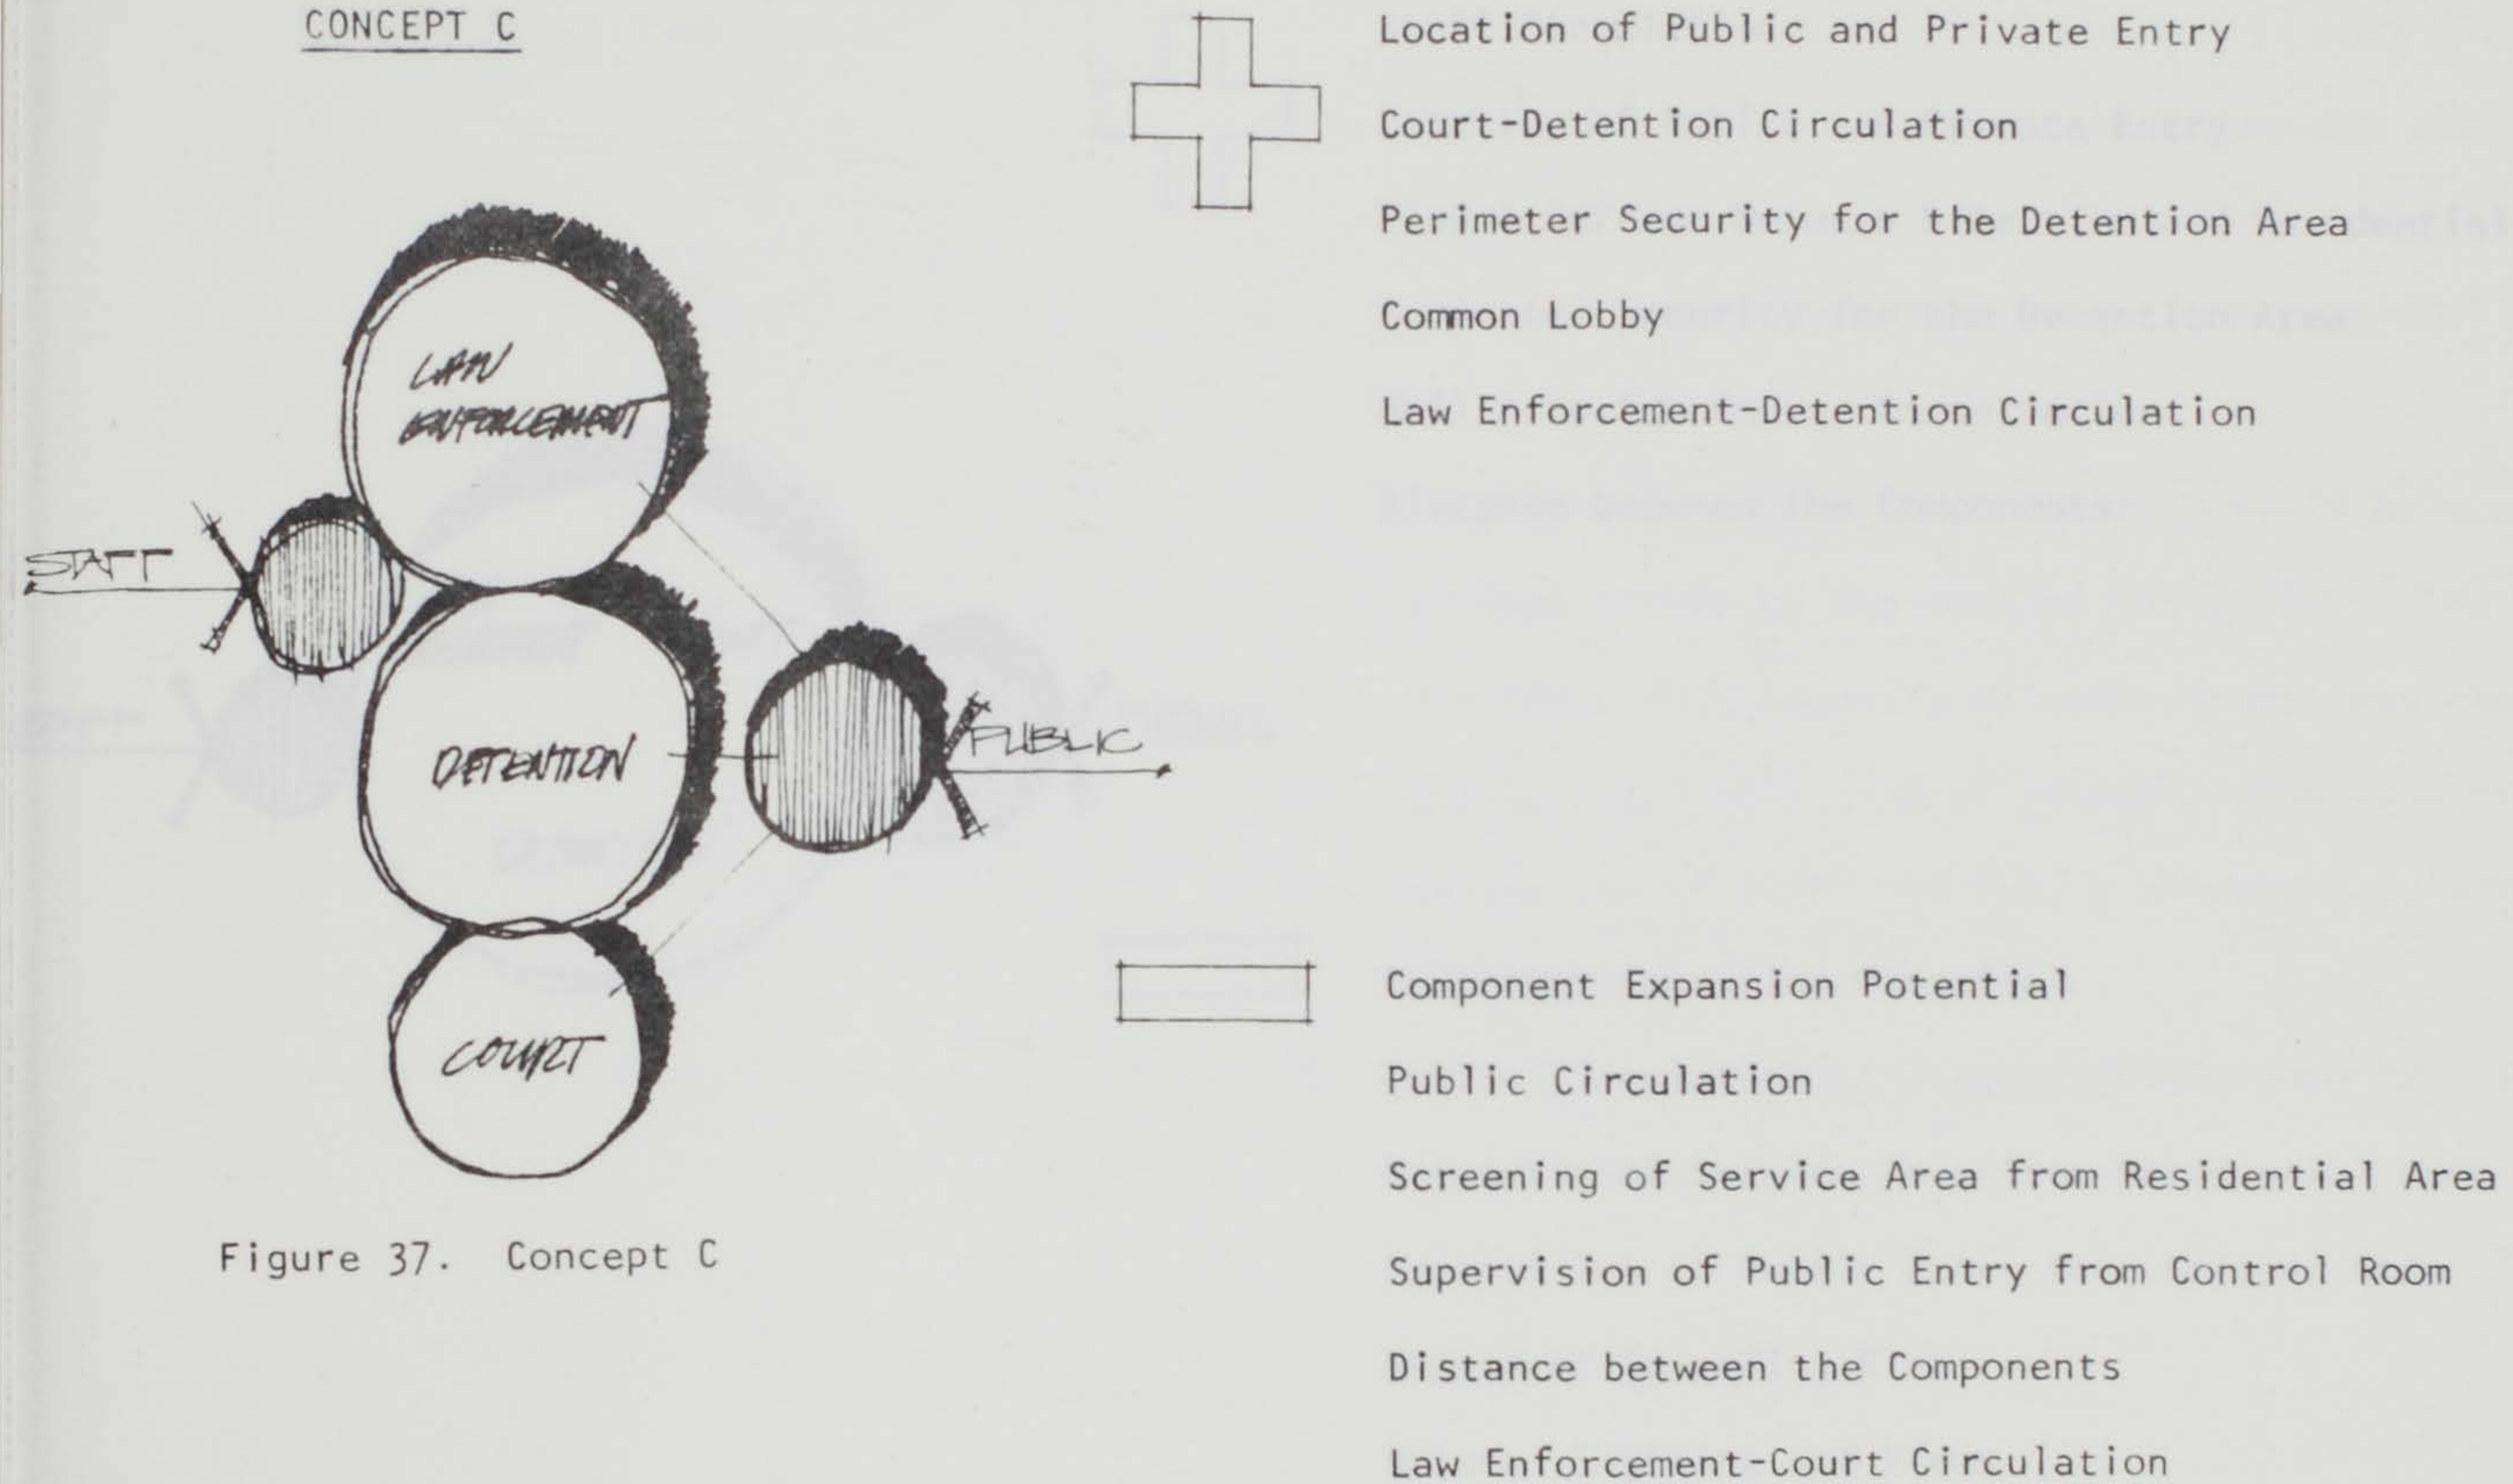 CONCEPT C
Location of Public and Private Entry
Court-Detention Circulation
Perimeter Security for the Detention Area
Common Lobby
Law Enforcement-Detention Circulation
LAW
ENFORCEMENT
STAFF
DETENTION
PUBLIC
COURT
Figure 37. Concept C
Component Expansion Potential
Public Circulation
Screening of Service Area from Residential Area
Supervision of Public Entry from Control Room
Distance between the Components
Law Enforcement-Court Circulation